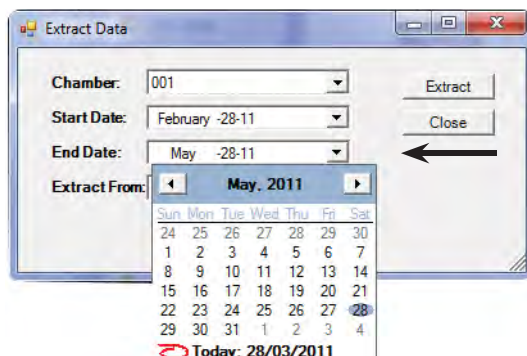 Extract Data
Chamber: 001
Extract
Start Date: February -28-11
Close
End Date: May -28-11
Extract From:
May, 2011
Sun Mon Tue Wed Thu Fri Sat
24 25 26 27 28 29 30
1 2 3 4 5 6 7
8 9 10 11 12 13 14
15 16 17 18 19 20 21
22 23 24 25 26 27 28
29 30 31 1 2 3 4
Today: 28/03/2011